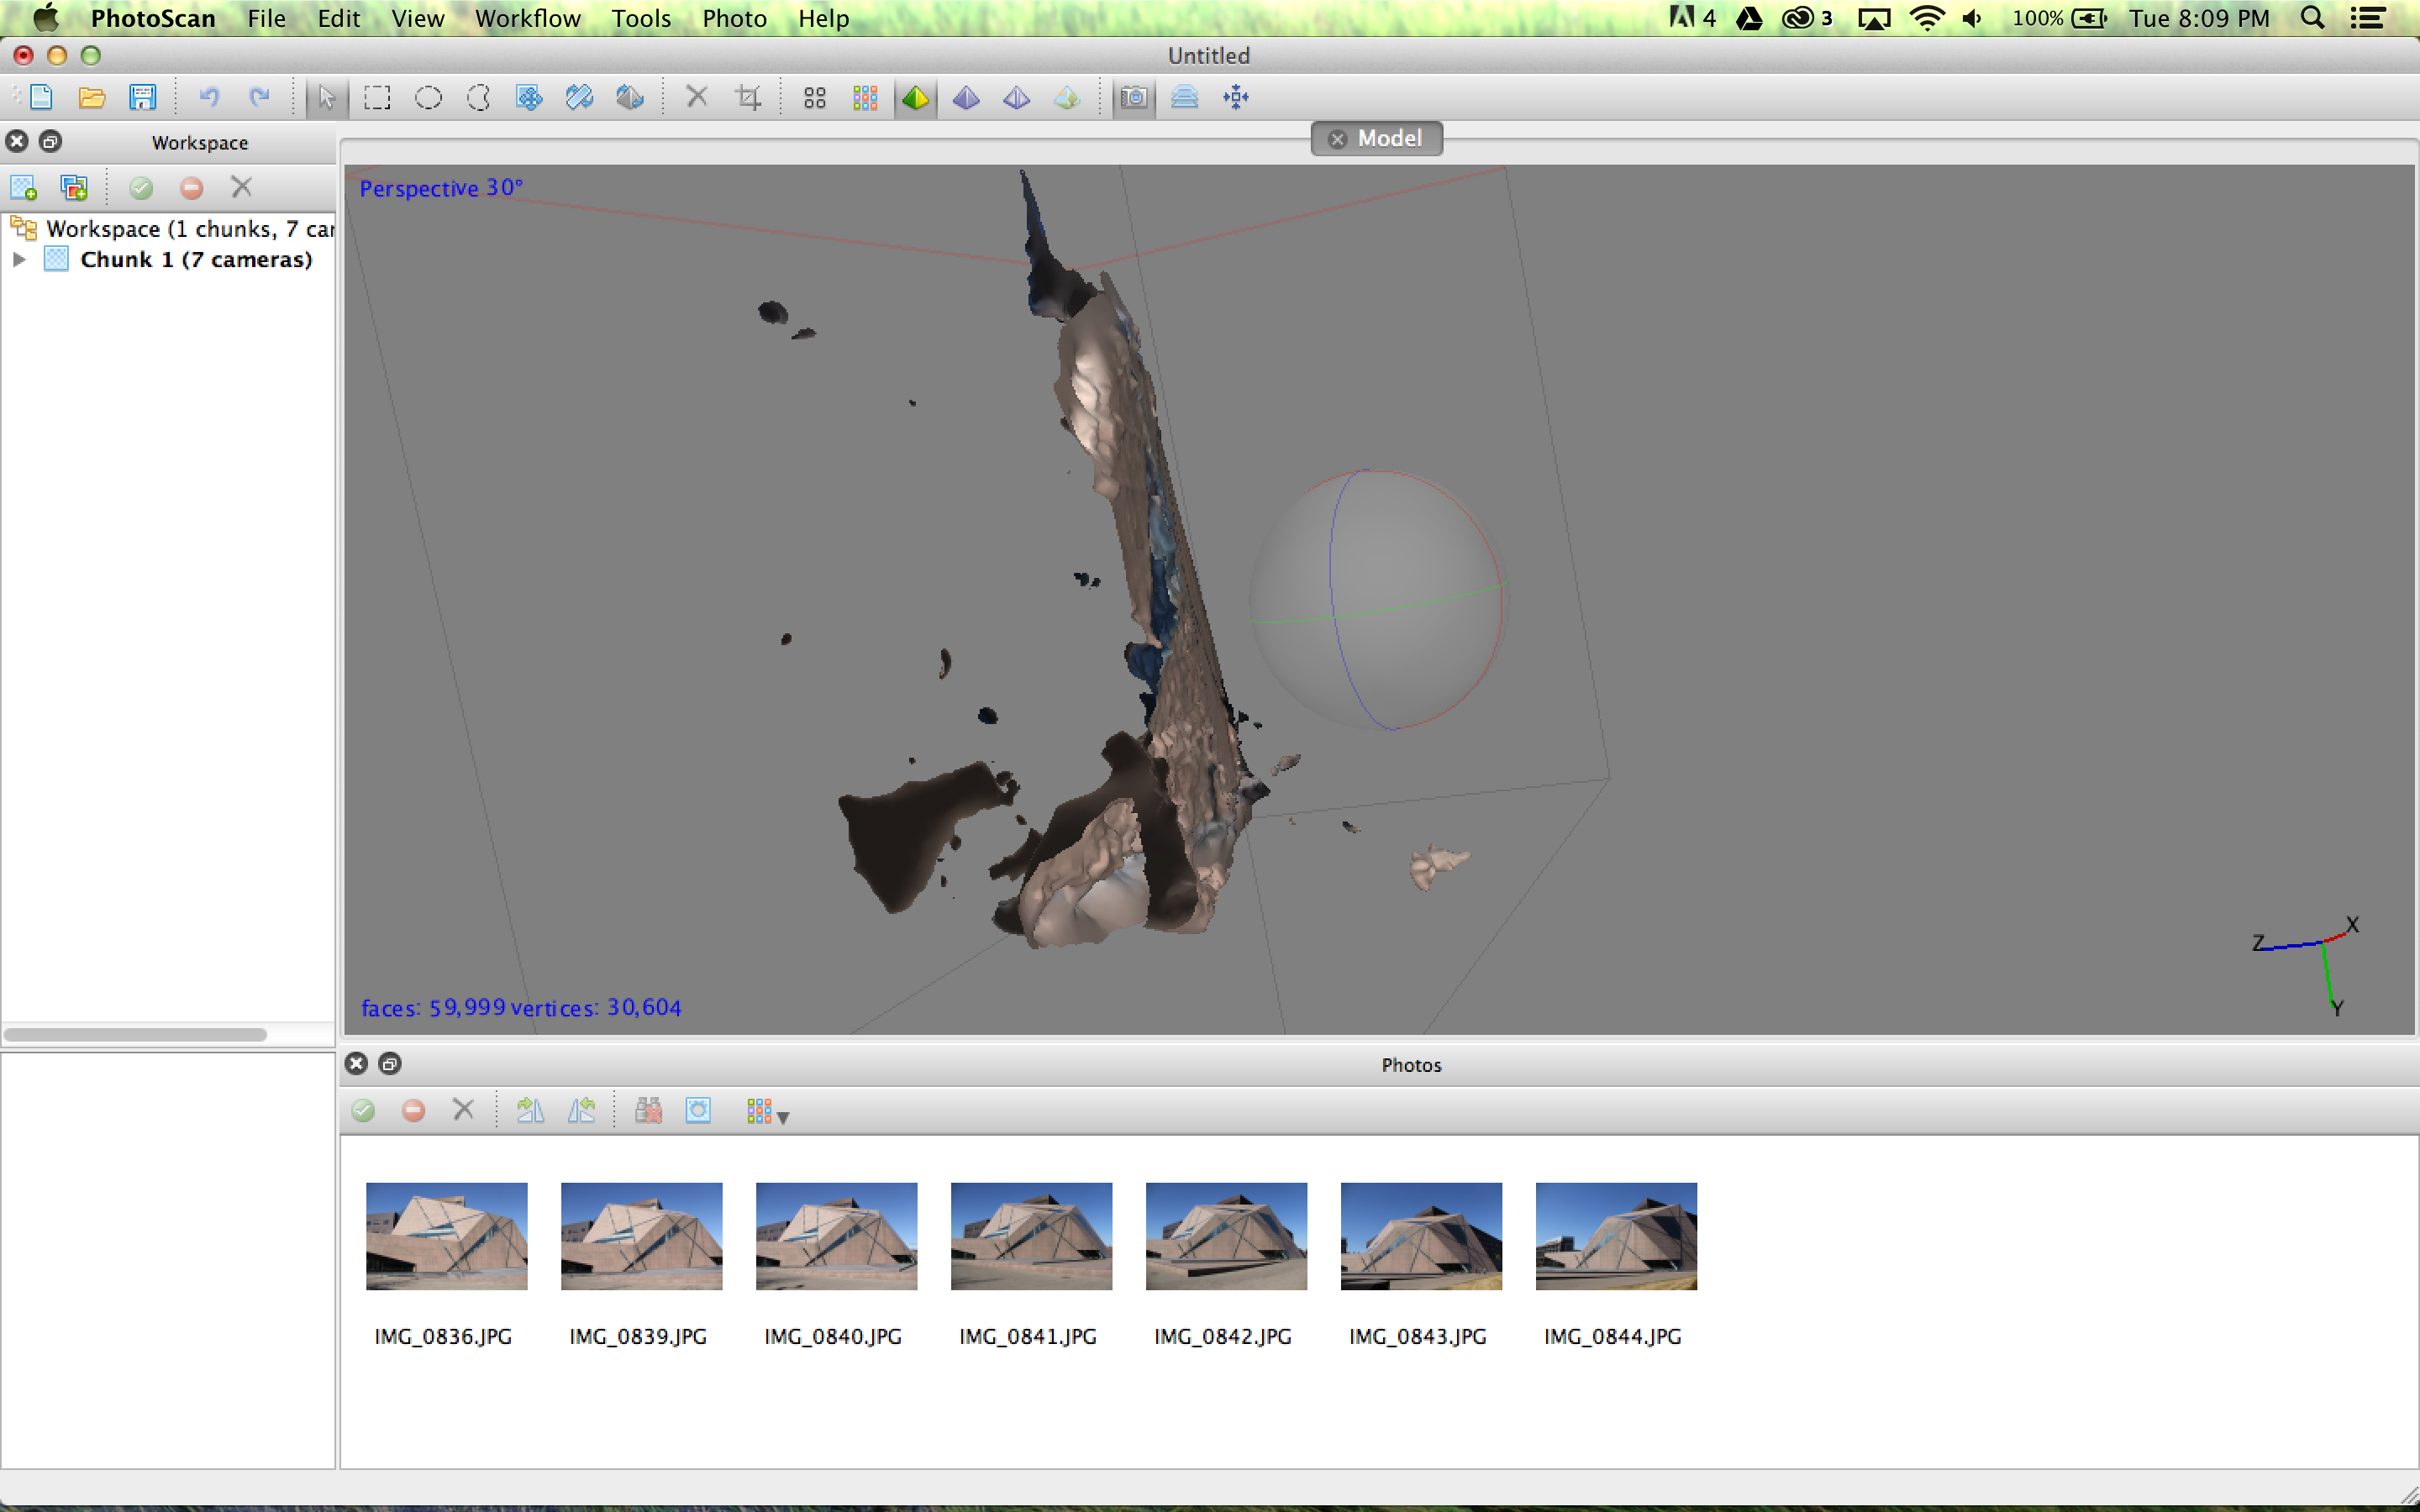 PhotoScan File Edit View Workflow Tools Photo Help 4 3 100% Tue 8:09 PM
Untitled
Workspace
Model
Perspective 30°
Workspace (1 chunks, 7 car
Chunk 1 (7 cameras)
X
Z
Y
faces: 59,999 vertices: 30,604
Photos
IMG_0836.JPG IMG_0839.JPG IMG_0840.JPG IMG_0841.JPG IMG_0842.JPG IMG_0843.JPG IMG_0844.JPG